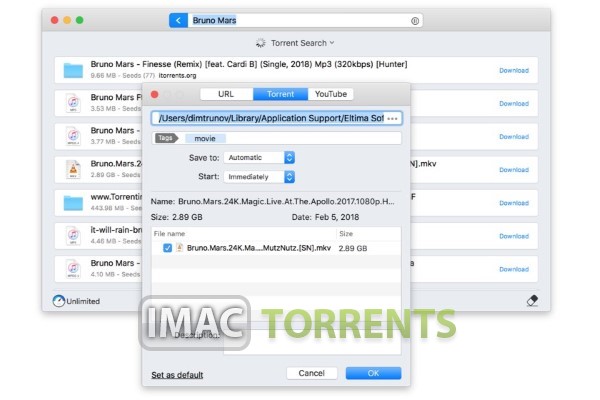 Bruno Mars
Torrent Search
Bruno Mars - Finesse (Remix) [feat. Cardi B] (Single, 2018) Mp3 (320kbps) [Hunter]
9.66 MB - Seeds (77) itorrents.org
Download
Bruno Mars F
3.53 MB - Seeds
Download
Bruno Mars -
3.77 MB - Seeds
Download
Bruno.Mars.24
N].mkv
2.89 GB - Seeds
Download
www.Torrentin
F
443.98 MB - Seeds
Download
it-will-rain-br
4.46 MB - Seeds
Download
Bruno Mars -
a
4.10 MB - Seeds
Download
Unlimited
URL
Torrent
YouTube
/Users/dimtrunov/Library/Application Support/Eltima Sof
Tags
movie
Save to: Automatic
Start: Immediately
Name: Bruno.Mars.24K.Magic.Live.At.The.Apollo.2017.1080p.H...
Size: 2.89 GB
Date: Feb 5, 2018
File name
Size
Bruno.Mars.24K.Ma....MutzNutz.[SN].mkv 2.89 GB
IMAC TORRENTS
Description:
Set as default
Cancel
OK